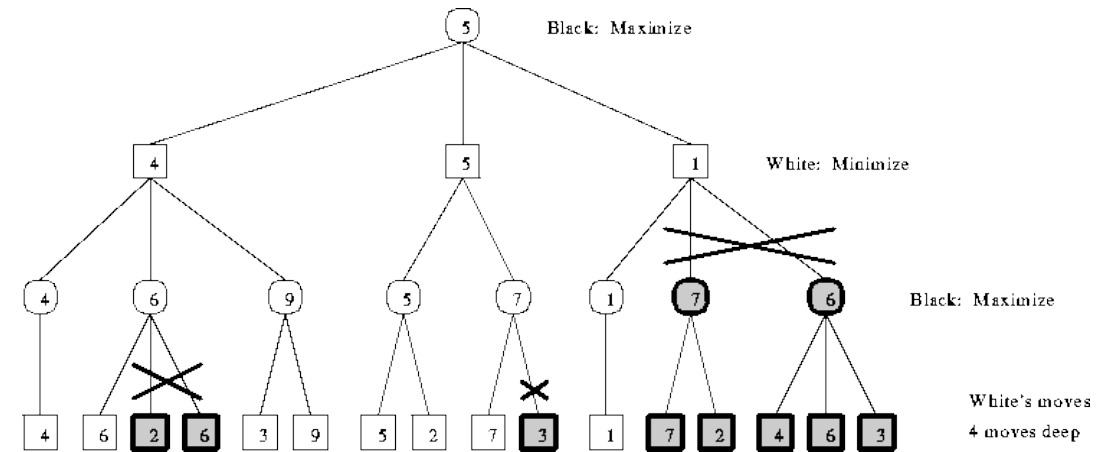 5 Black: Maximize
4 5 1 White: Minimize
4 6 9 5 7 1 7 6 Black: Maximize
White's moves
4 6 2 6 3 9 5 2 7 3 1 7 2 4 6 3
4 moves deep